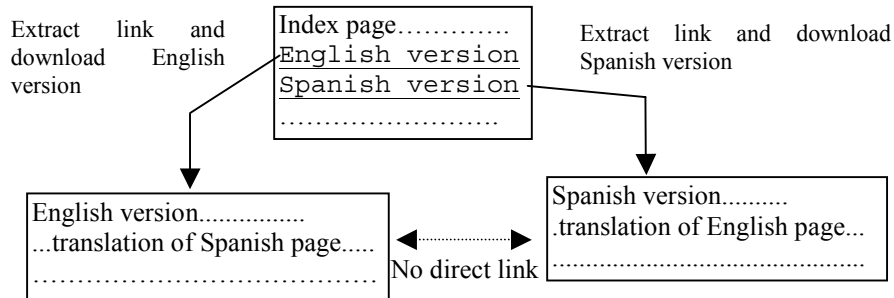 Extract link and
download English
version
Index page.............
English version
Spanish version
.........................
Extract link and download
Spanish version
English version................
...translation of Spanish page.....
.......................................
No direct link
Spanish version..........
.translation of English page...
................................................